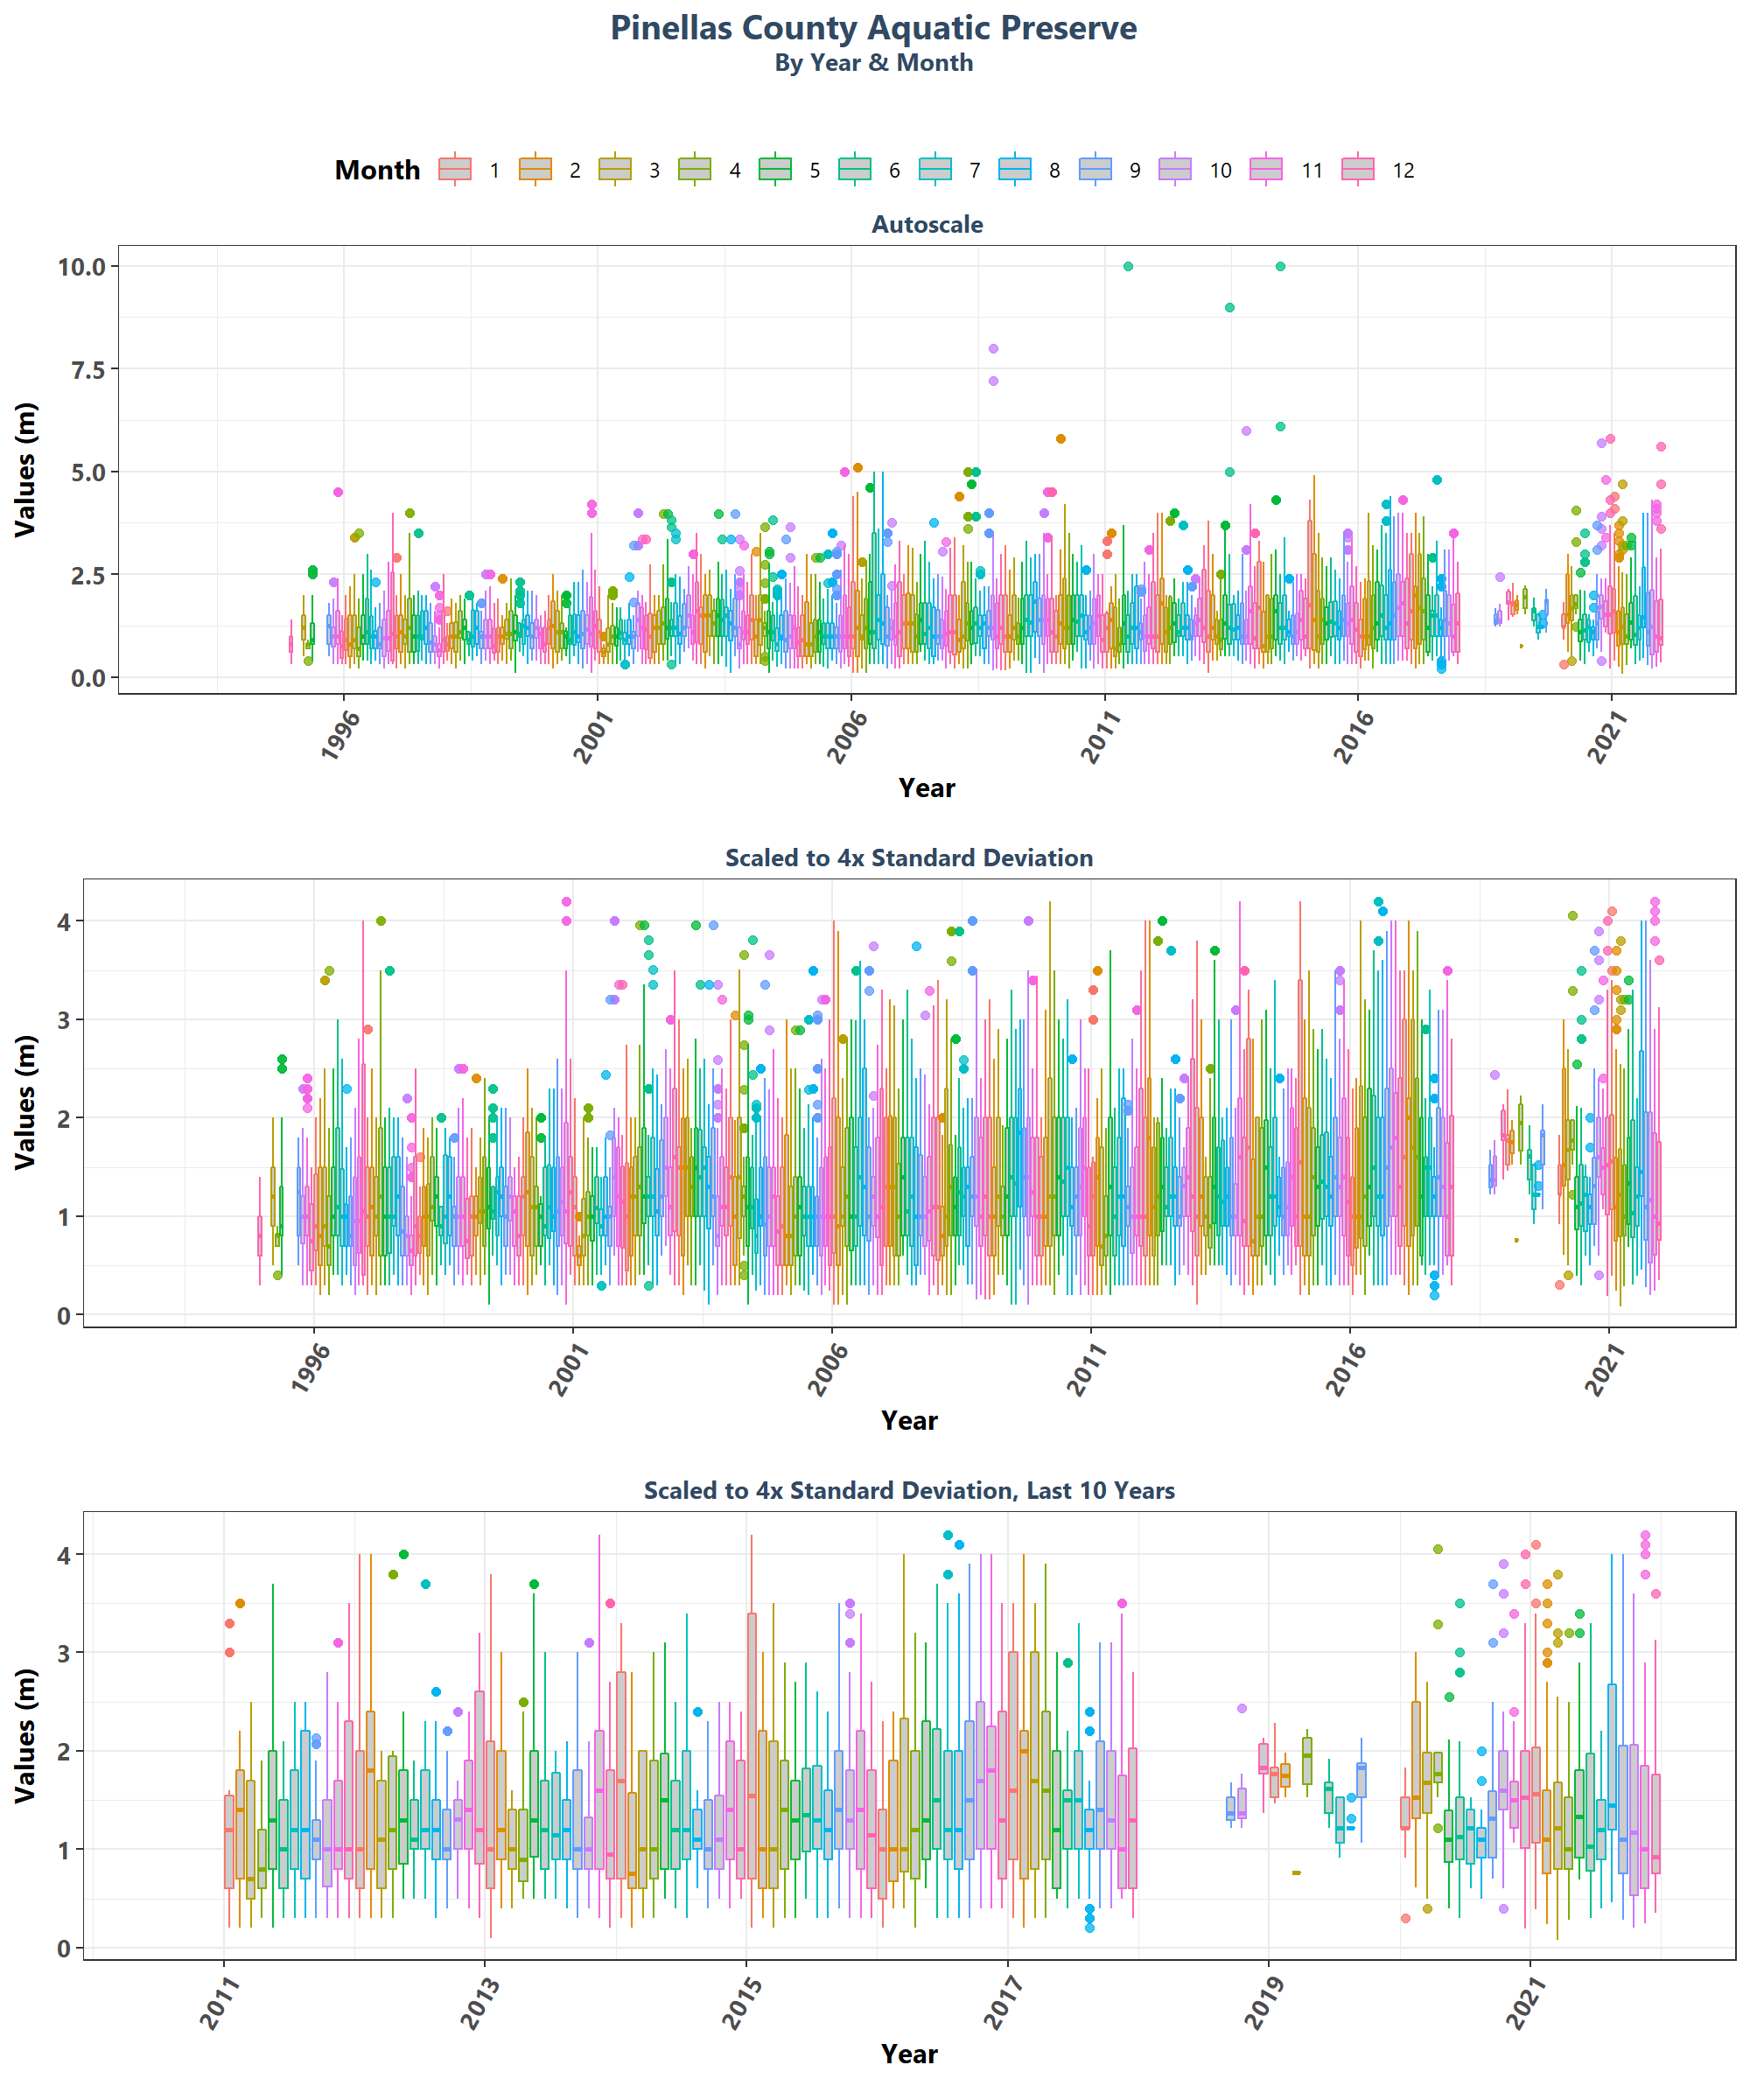 Pinellas County Aquatic Preserve
By Year & Month
Month 1 2 3 4 5 6 7 8 9 10 11 12
Autoscale
10.0
7.5
5.0
2.5
0.0
Values (m)
1996 2001 2006 2011 2016 2021
Year
Scaled to 4x Standard Deviation
4
3
2
1
0
Values (m)
1996 2001 2006 2011 2016 2021
Year
Scaled to 4x Standard Deviation, Last 10 Years
4
3
2
1
0
Values (m)
2011 2013 2015 2017 2019 2021
Year